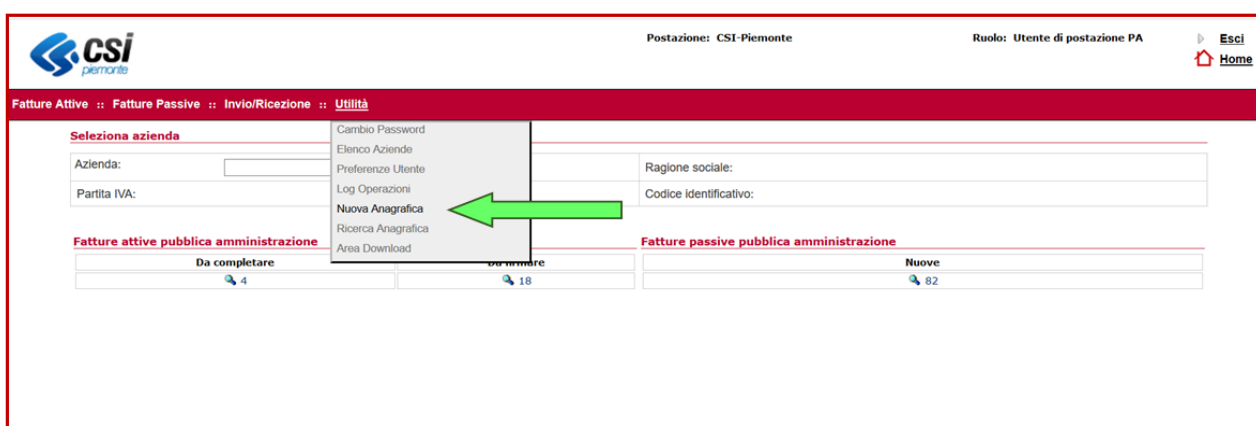 csi
piemonte
Postazione: CSI-Piemonte
Ruolo: Utente di postazione PA
Esci
Home
Fatture Attive :: Fatture Passive :: Invio/Ricezione :: Utilità
Seleziona azienda
Cambio Password
Elenco Aziende
Preferenze Utente
Log Operazioni
Nuova Anagrafica
Ricerca Anagrafica
Area Download
Azienda:
Ragione sociale:
Partita IVA:
Codice identificativo:
Fatture attive pubblica amministrazione
Fatture passive pubblica amministrazione
Da completare
Da firmare
Nuove
4
18
82